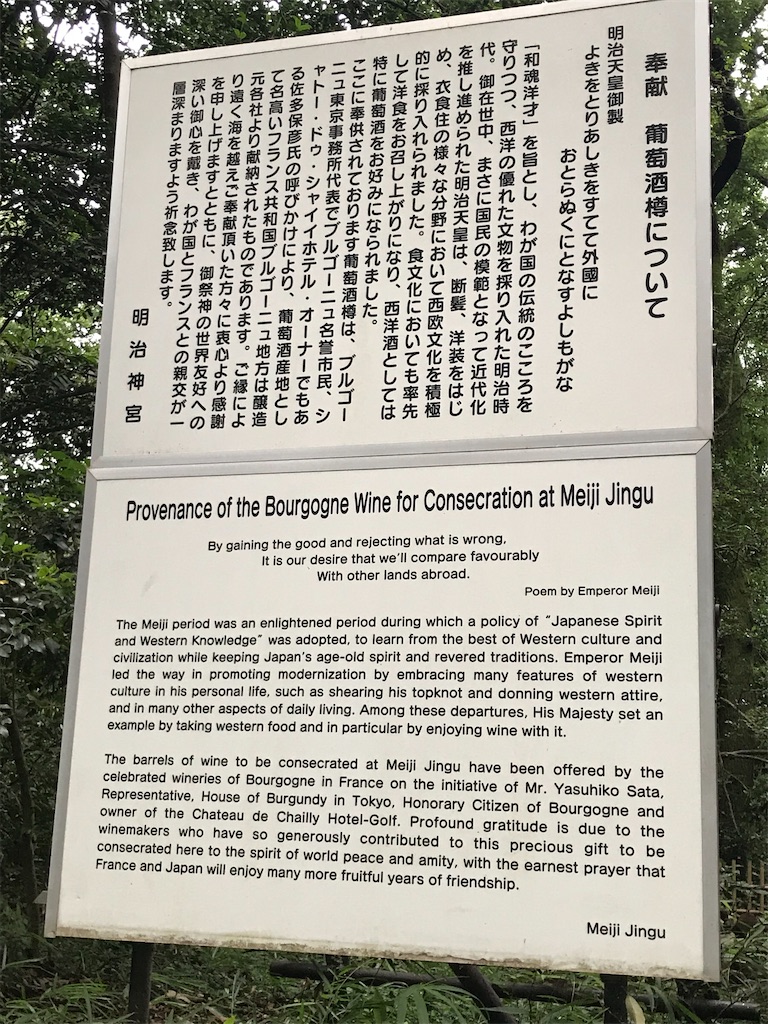 奉献 葡萄酒樽について
明治天皇御製
よきをとりあしきをすてて外國に
おとらぬくにとなすよしもがな
「和魂洋才」を旨とし、わが国の伝統のこころを
守りつつ、西洋の優れた文物を採り入れた明治時
代。御在世中、まさに国民の模範となって近代化
を推し進められた明治天皇は、断髪、洋装をはじ
め、衣食住の様々な分野において西欧文化を積極
的に採り入れられました。食文化においても率先
して洋食をお召し上がりになり、西洋酒としては
特に葡萄酒をお好みになられました。
ここに奉供されております葡萄酒樽は、ブルゴー
ニュ東京事務所代表でブルゴーニュ名誉市民、シ
ャトー・ドゥ・シャイイホテル・オーナーでもあ
る佐多保彦氏の呼びかけにより、葡萄酒産地とし
て名高いフランス共和国ブルゴーニュ地方は醸造
元各社より献納されたものであります。ご縁によ
り遠く海を越えご奉献頂いた方々に衷心より感謝
を申し上げますとともに、御祭神の世界友好への
深い御心を戴き、わが国とフランスとの親交が一
層深まりますよう祈念致します。
明治神宮
Provenance of the Bourgogne Wine for Consecration at Meiji Jingu
By gaining the good and rejecting what is wrong,
It is our desire that we'll compare favourably
With other lands abroad.
Poem by Emperor Meiji
The Meiji period was an enlightened period during which a policy of "Japanese Spirit
and Western Knowledge" was adopted, to learn from the best of Western culture and
civilization while keeping Japan's age-old spirit and revered traditions. Emperor Meiji
led the way in promoting modernization by embracing many features of western
culture in his personal life, such as shearing his topknot and donning western attire,
and in many other aspects of daily living. Among these departures, His Majesty set an
example by taking western food and in particular by enjoying wine with it.
The barrels of wine to be consecrated at Meiji Jingu have been offered by the
celebrated wineries of Bourgogne in France on the initiative of Mr. Yasuhiko Sata,
Representative, House of Burgundy in Tokyo, Honorary Citizen of Bourgogne and
owner of the Chateau de Chailly Hotel-Golf. Profound gratitude is due to the
winemakers who have so generously contributed to this precious gift to be
consecrated here to the spirit of world peace and amity, with the earnest prayer that
France and Japan will enjoy many more fruitful years of friendship.
Meiji Jingu